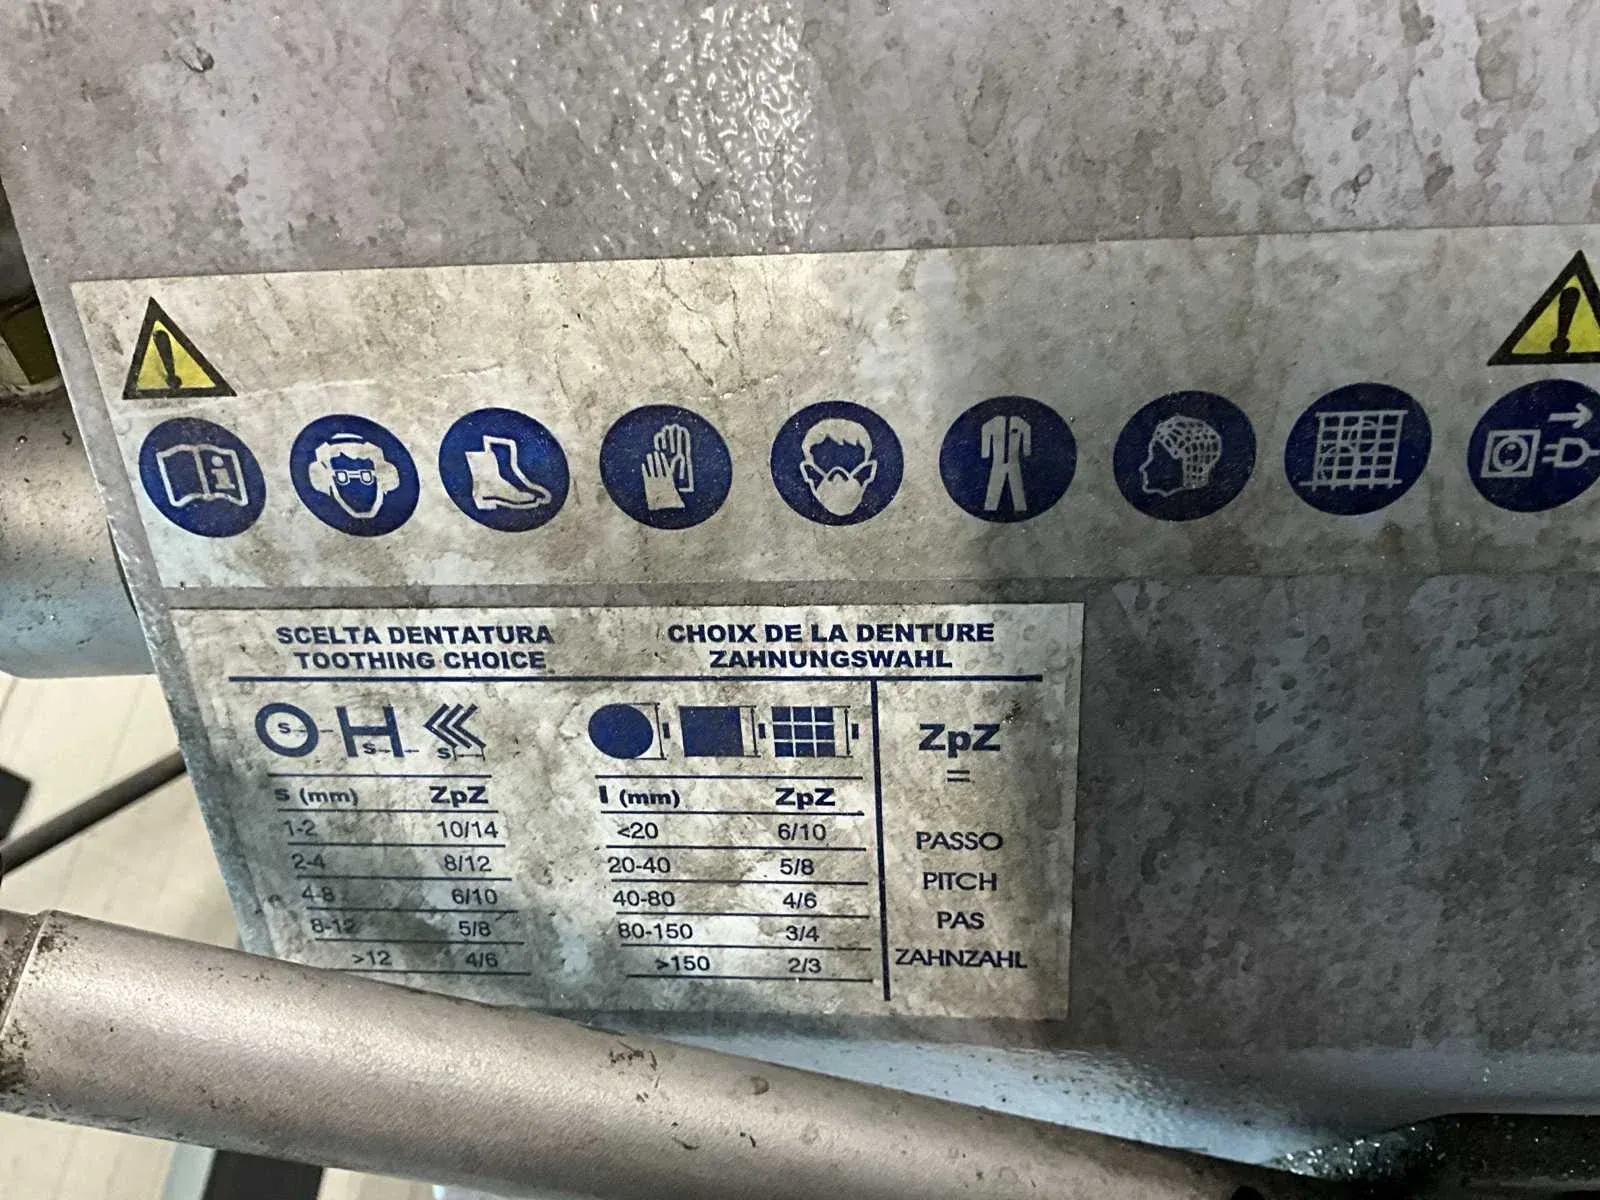 SCELTA DENTATURA
TOOTHING CHOICE
CHOIX DE LA DENTURE
ZAHNUNGSWAHL
s s s
s (mm) ZpZ
1-2 10/14
2-4 8/12
4-8 6/10
8-12 5/8
>12 4/6
l (mm) ZpZ
<20 6/10
20-40 5/8
40-80 4/6
80-150 3/4
>150 2/3
ZpZ
=
PASSO
PITCH
PAS
ZAHNZAHL